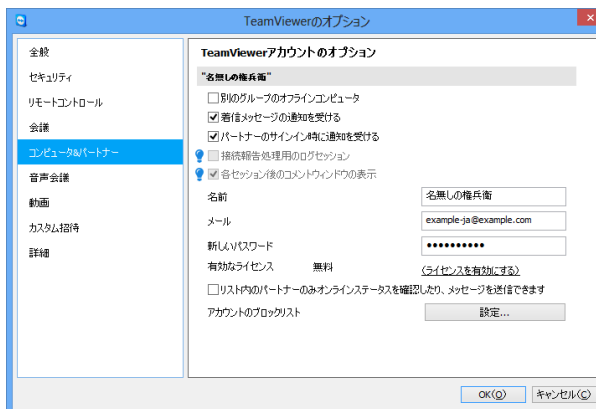 TeamViewerのオプション
全般
セキュリティ
リモートコントロール
会議
コンピュータ&パートナー
音声会議
動画
カスタム招待
詳細
TeamViewerアカウントのオプション
"名無しの権兵衛"
別のグループのオフラインコンピュータ
着信メッセージの通知を受ける
パートナーのサインイン時に通知を受ける
接続報告処理用のログセッション
各セッション後のコメントウィンドウの表示
名前 名無しの権兵衛
メール example-ja@example.com
新しいパスワード ●●●●●●●●●●
有効なライセンス 無料 (ライセンスを有効にする)
リスト内のパートナーのみオンラインステータスを確認したり、メッセージを送信できます
アカウントのブロックリスト 設定...
OK(O) キャンセル(C)